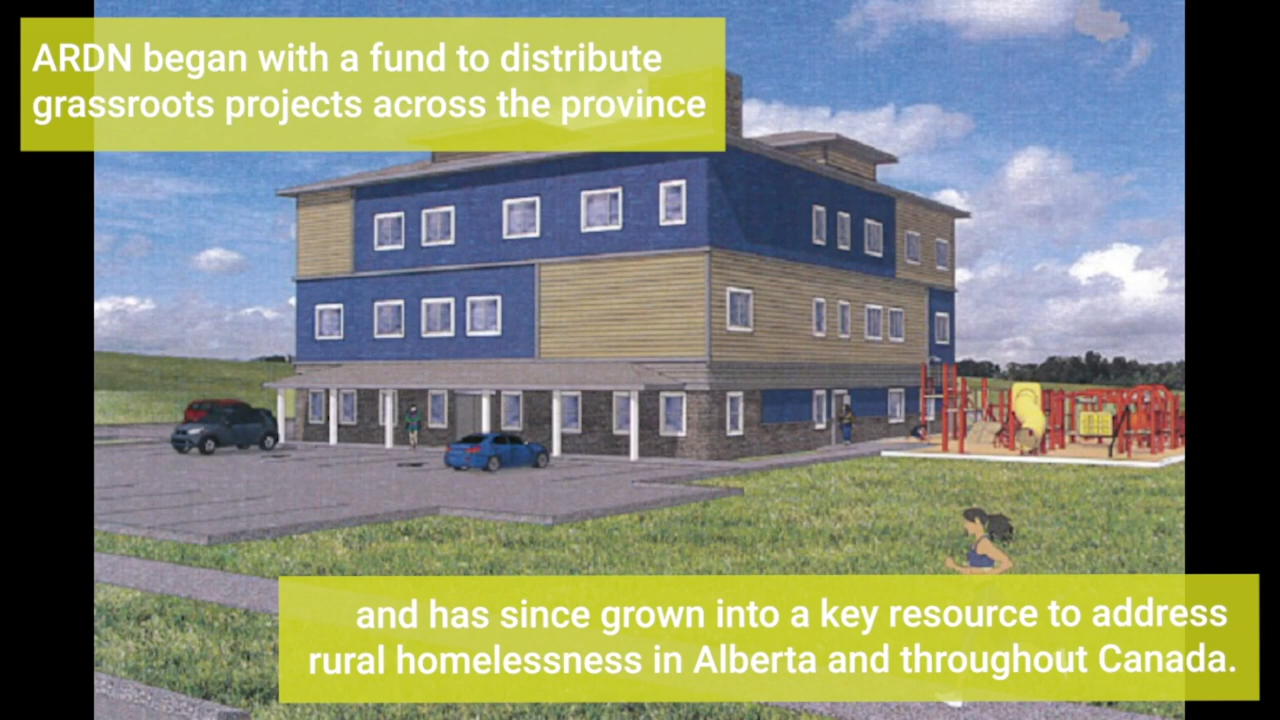 ARDN began with a fund to distribute
grassroots projects across the province
and has since grown into a key resource to address
rural homelessness in Alberta and throughout Canada.